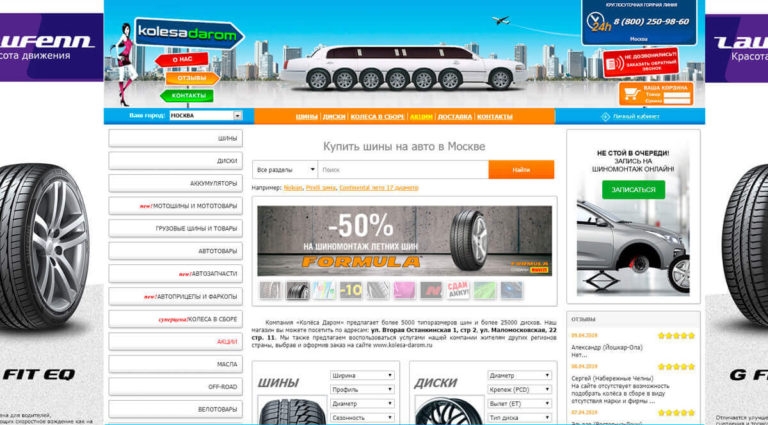 aufenn
сота движения
kolesadarom
О НАС
ОТЗЫВЫ
КОНТАКТЫ
КРУГЛОСУТОЧНАЯ ГОРЯЧАЯ ЛИНИЯ
24h
8 (800) 250-98-60
Москва
НЕ ДОЗВОНИЛИСЬ?
ЗАКАЗАТЬ ОБРАТНЫЙ
ЗВОНОК
ВАША КОРЗИНА
Laur
Красота
Ваш город: МОСКВА
ШИНЫ | ДИСКИ | КОЛЕСА В СБОРЕ | АКЦИИ | ДОСТАВКА | КОНТАКТЫ
Личный кабинет
ШИНЫ
ДИСКИ
АККУМУЛЯТОРЫ
new! МОТОШИНЫ И МОТОТОВАРЫ
ГРУЗОВЫЕ ШИНЫ И ТОВАРЫ
АВТОТОВАРЫ
new! АВТОЗАПЧАСТИ
new! АВТОПРИЦЕПЫ И ФАРКОПЫ
суперцена! КОЛЕСА В СБОРЕ
АКЦИИ
МАСЛА
OFF-ROAD
ВЕЛОТОВАРЫ
Купить шины на авто в Москве
Все разделы
Поиск
Найти
Например: Nokian, Pirelli зима, Continental лето 17 диаметр
-50%
НА ШИНОМОНТАЖ ЛЕТНИХ ШИН
FORMULA
FORMULA
PIRELLI
-10
СДАЙ
АККУМ
Компания «Колёса Даром» предлагает более 5000 типоразмеров шин и более 25000 дисков. Наш
магазин вы можете посетить по адресам: ул. Вторая Останкинская 1, стр 2, ул. Маломосковская, 22
стр. 11. Мы также предлагаем воспользоваться услугами нашей компании жителям других регионов
страны, выбрав и оформив заказ на сайте www.kolesa-darom.ru
ШИНЫ
Ширина
Профиль
Диаметр
Сезонность
ДИСКИ
Диаметр
Крепеж (PCD)
Вылет (ET)
Тип диска
НЕ СТОЙ В ОЧЕРЕДИ!
ЗАПИСЬ НА
ШИНОМОНТАЖ ОНЛАЙН!
ЗАПИСАТЬСЯ
ОТЗЫВЫ
09.04.2019
Александр (Йошкар-Ола)
Нет...
08.04.2019
Сергей (Набережные Челны)
На сайте отсутствует возможность
подобрать колёса в сборе в виду
отсутствия марки и фирмы ...
07.04.2019
FIT EQ
G F